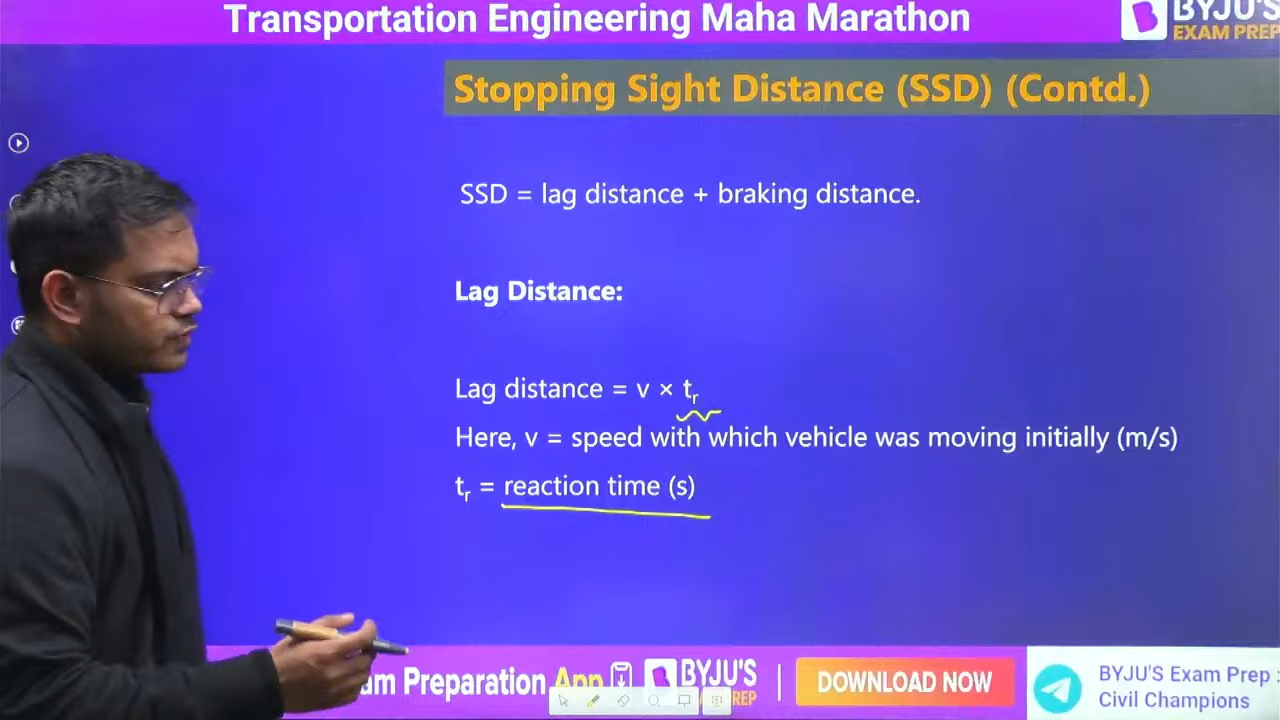 Transportation Engineering Maha Marathon
BYJU'S
EXAM PREP
Stopping Sight Distance (SSD) (Contd.)
SSD = lag distance + braking distance.
Lag Distance:
Lag distance = v × tr
Here, v = speed with which vehicle was moving initially (m/s)
tr = reaction time (s)
am Preparation App
BYJU'S
PREP
DOWNLOAD NOW
BYJU'S Exam Prep :
Civil Champions